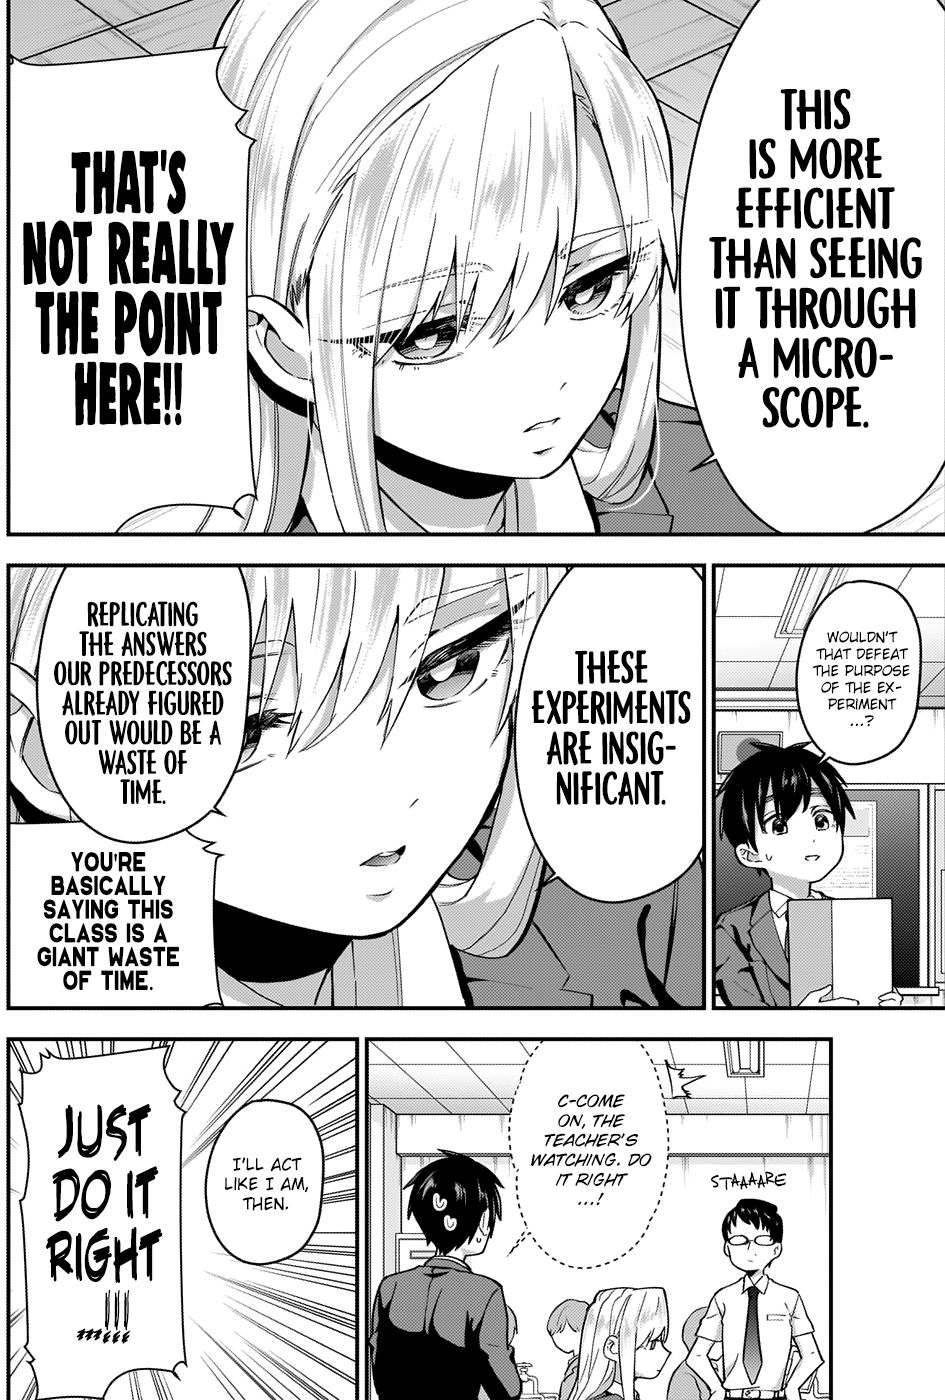 THIS
IS MORE
EFFICIENT
THAN SEEING
IT THROUGH
A MICRO-
SCOPE.
THAT'S
NOT REALLY
THE POINT
HERE!!
WOULDN'T
THAT DEFEAT
THE PURPOSE
OF THE EX-
PERIMENT
...?
THESE
EXPERIMENTS
ARE INSIG-
NIFICANT.
REPLICATING
THE ANSWERS
OUR PREDECESSORS
ALREADY FIGURED
OUT WOULD BE A
WASTE OF
TIME.
YOU'RE
BASICALLY
SAYING THIS
CLASS IS A
GIANT WASTE
OF TIME.
STAAAARE
C-COME
ON, THE
TEACHER'S
WATCHING. DO
IT RIGHT
...!
I'LL ACT
LIKE I AM,
THEN.
JUST
DO IT
RIGHT
...!!!